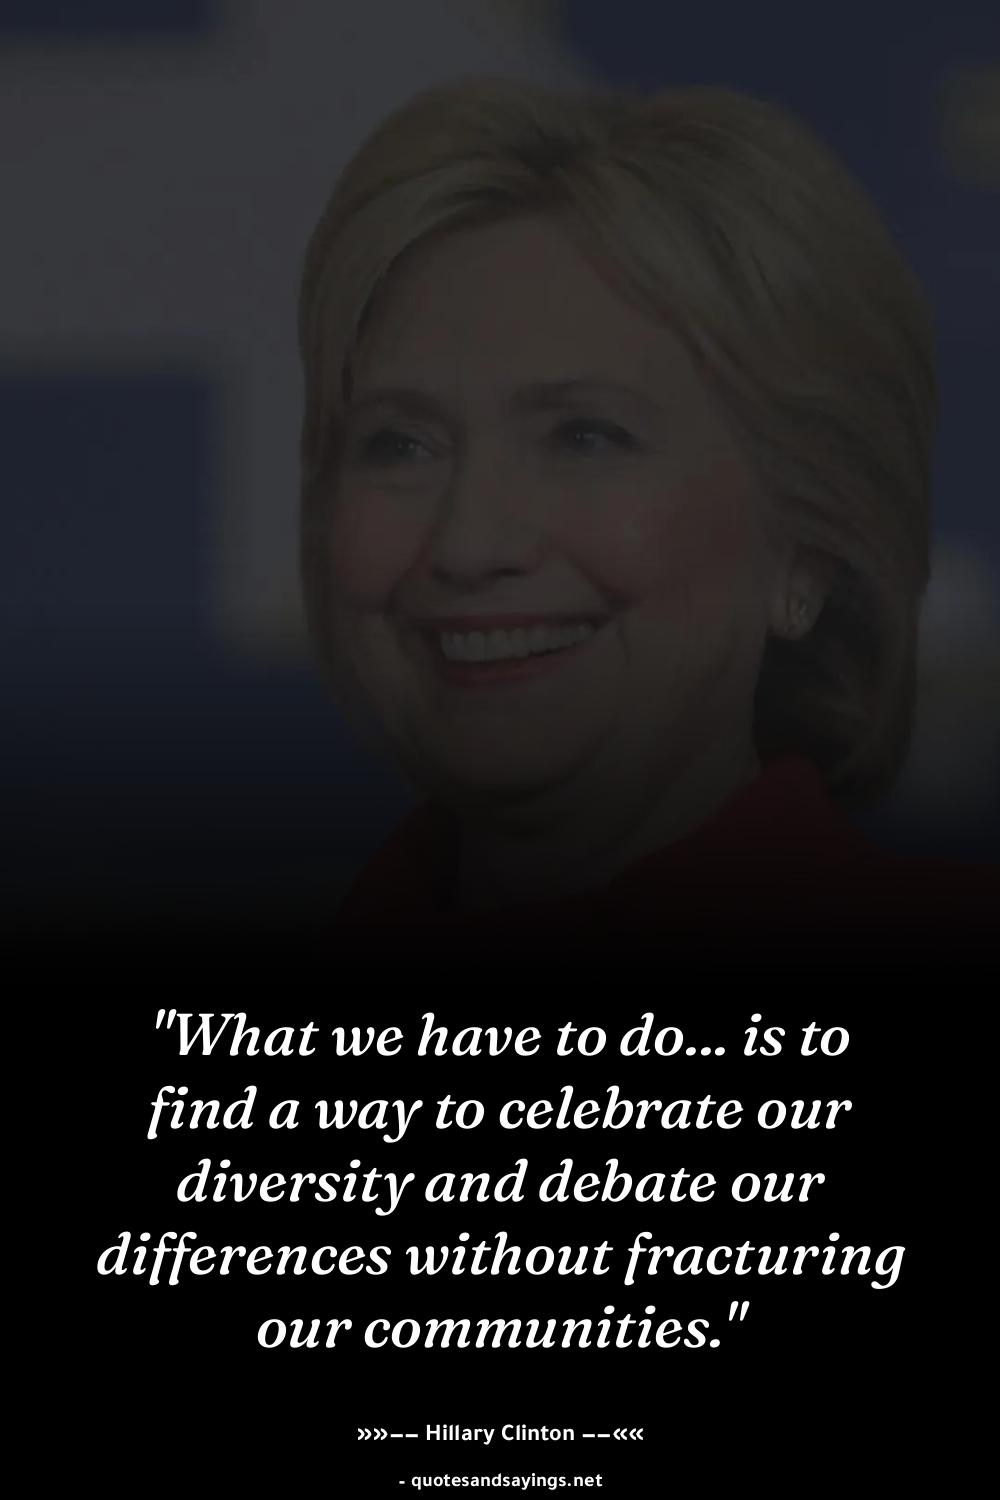 "What we have to do... is to
find a way to celebrate our
diversity and debate our
differences without fracturing
our communities."
»»–– Hillary Clinton ––««
- quotesandsayings.net